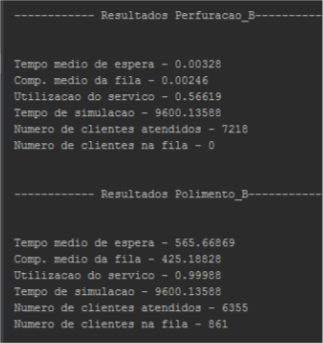 ------------ Resultados Perfuracao_B----------
Tempo medio de espera - 0.00328
Comp. medio da fila - 0.00246
Utilizacao do servico - 0.56619
Tempo de simulacao - 9600.13588
Numero de clientes atendidos - 7218
Numero de clientes na fila - 0
------------ Resultados Polimento_B-----------
Tempo medio de espera - 565.66869
Comp. medio da fila - 425.18828
Utilizacao do servico - 0.99988
Tempo de simulacao - 9600.13588
Numero de clientes atendidos - 6355
Numero de clientes na fila - 861